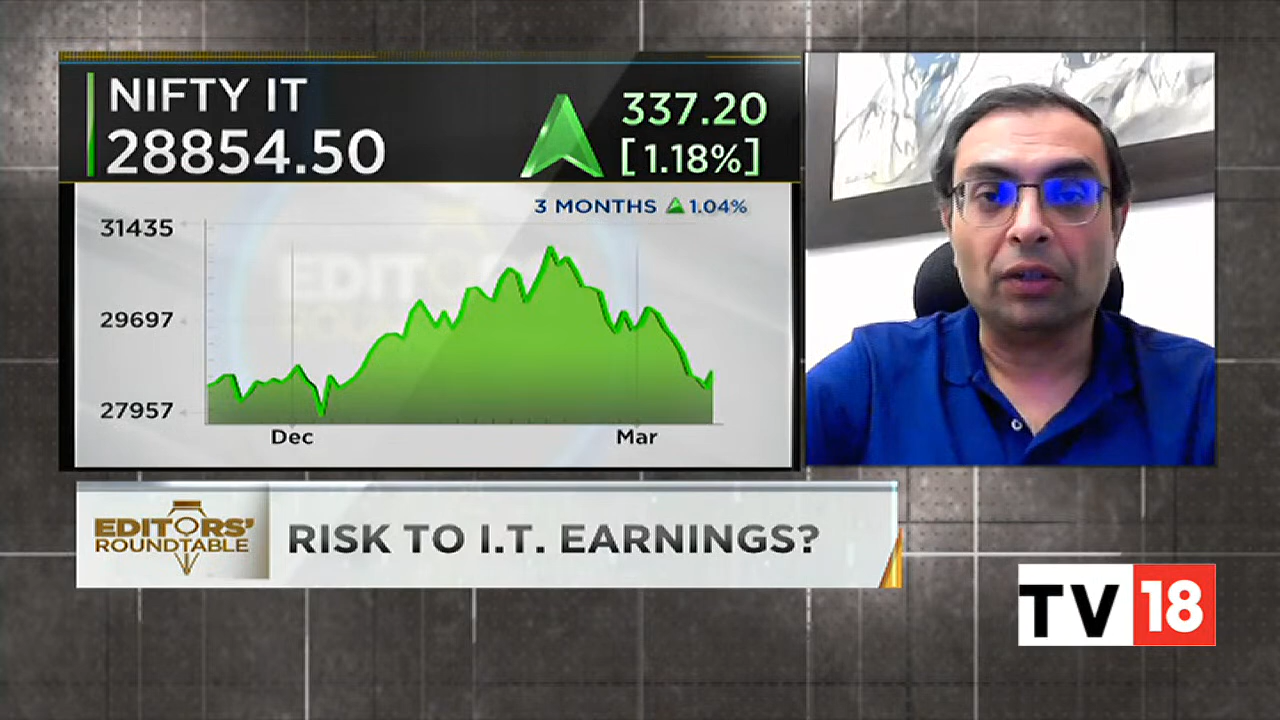 NIFTY IT
28854.50
337.20
[1.18%]
3 MONTHS 1.04%
31435
29697
27957
Dec
Mar
EDITORS'
ROUNDTABLE
RISK TO I.T. EARNINGS?
TV18